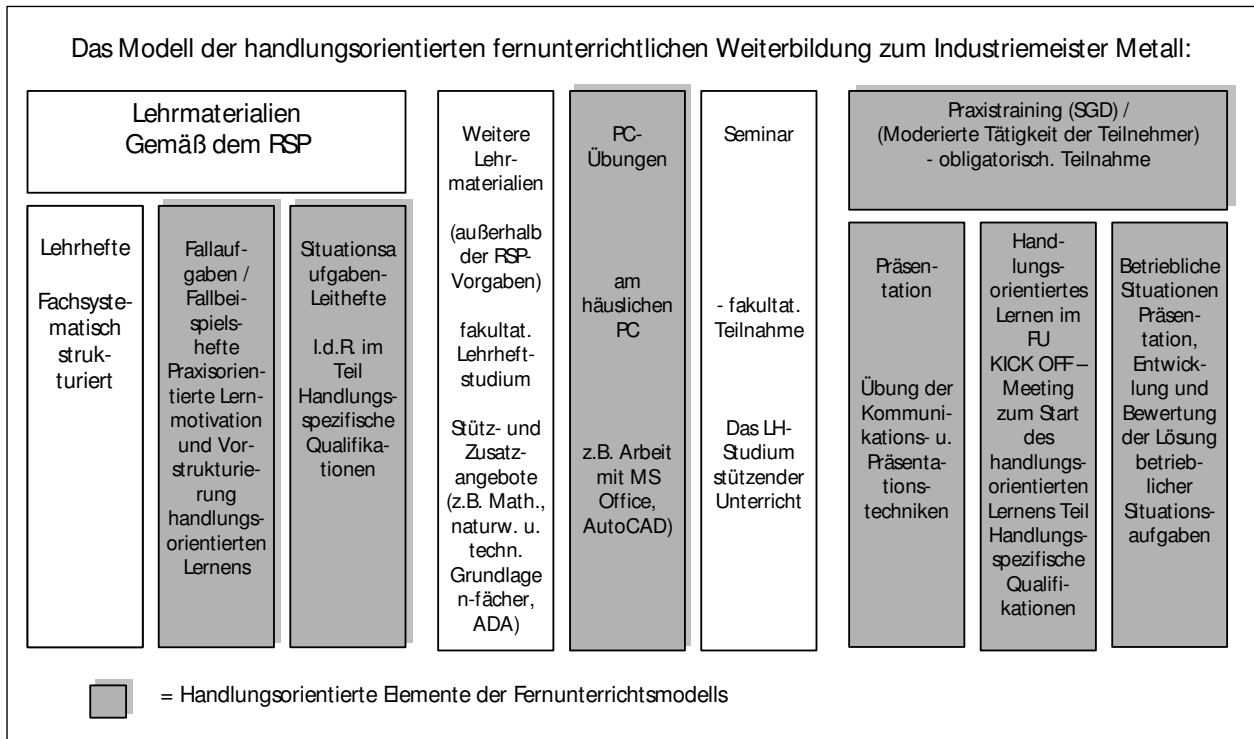 Das Modell der handlungsorientierten fernunterrichtlichen Weiterbildung zum Industriemeister Metall:
Lehrmaterialien
Gemäß dem RSP
Lehrhefte
Fachsyste-
matisch
struk-
turiert
Fallauf-
gaben /
Fallbei-
spiels-
hefte
Praxisorien-
tierte Lern-
motivation
und Vor-
strukturie-
rung
handlungs-
orientierten
Lernens
Situationsa
ufgaben-
Leithefte
I.d.R. im
Teil
Handlungs-
spezifische
Qualifika-
tionen
Weitere
Lehr-
materialien
(außerhalb
der RSP-
Vorgaben)
fakultat.
Lehrheft-
studium
Stütz- und
Zusatz-
angebote
(z.B. Math.,
naturw. u.
techn.
Grundlage
n-fächer,
ADA)
PC-
Übungen
am
häuslichen
PC
z.B. Arbeit
mit MS
Office,
AutoCAD)
Seminar
- fakultat.
Teilnahme
Das LH-
Studium
stützender
Unterricht
Praxistraining (SGD) /
(Moderierte Tätigkeit der Teilnehmer)
- obligatorisch. Teilnahme
Präsen-
tation
Übung der
Kommuni-
kations- u.
Präsenta-
tions-
techniken
Hand-
lungs-
orientiertes
Lernen im
FU
KICK OFF –
Meeting
zum Start
des
handlungs-
orientierten
Lernens Teil
Handlungs-
spezifische
Qualifi-
kationen
Betriebliche
Situationen
Präsen-
tation,
Entwick-
lung und
Bewertung
der Lösung
betrieb-
licher
Situations-
aufgaben
= Handlungsorientierte Elemente der Fernunterrichtsmodells